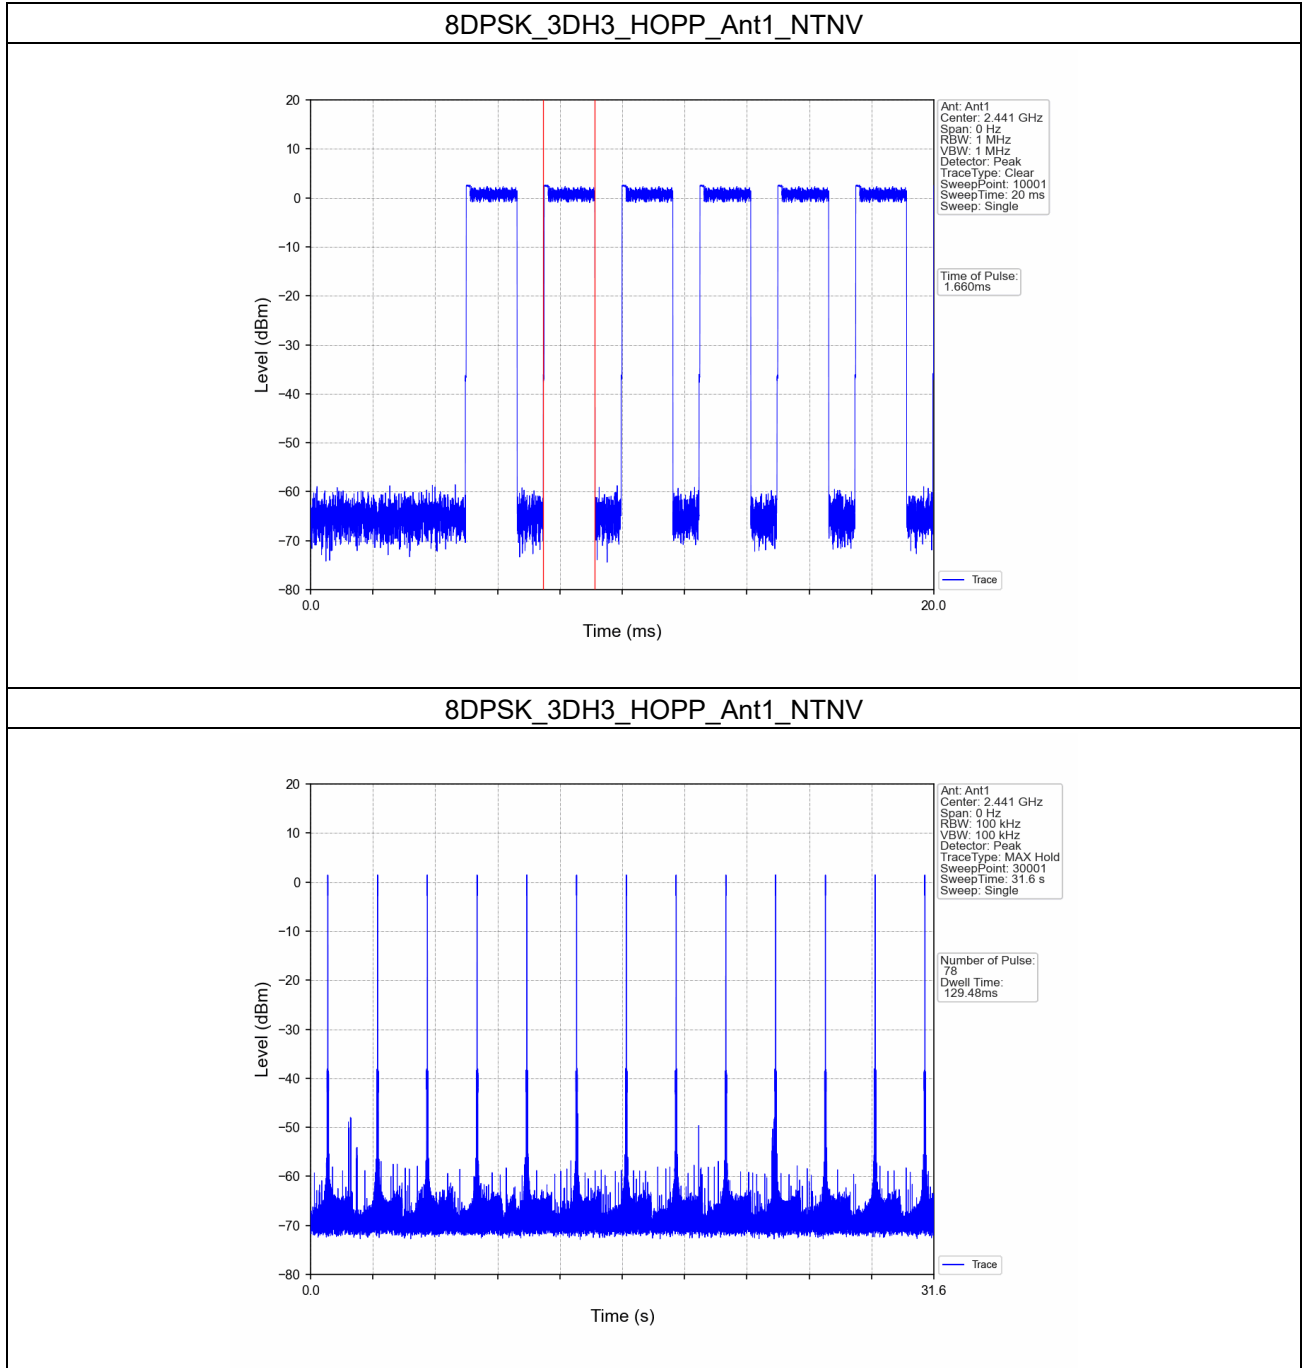 8DPSK_3DH3_HOPP_Ant1_NTNV
20
10
0
−10
−20
−30
−40
−50
−60
−70
−80
Level (dBm)
0.0
20.0
Time (ms)
Ant: Ant1
Center: 2.441 GHz
Span: 0 Hz
RBW: 1 MHz
VBW: 1 MHz
Detector: Peak
TraceType: Clear
SweepPoint: 10001
SweepTime: 20 ms
Sweep: Single
Time of Pulse:
1.660ms
Trace
8DPSK_3DH3_HOPP_Ant1_NTNV
20
10
0
−10
−20
−30
−40
−50
−60
−70
−80
Level (dBm)
0.0
31.6
Time (s)
Ant: Ant1
Center: 2.441 GHz
Span: 0 Hz
RBW: 100 kHz
VBW: 100 kHz
Detector: Peak
TraceType: MAX Hold
SweepPoint: 30001
SweepTime: 31.6 s
Sweep: Single
Number of Pulse:
78
Dwell Time:
129.48ms
Trace